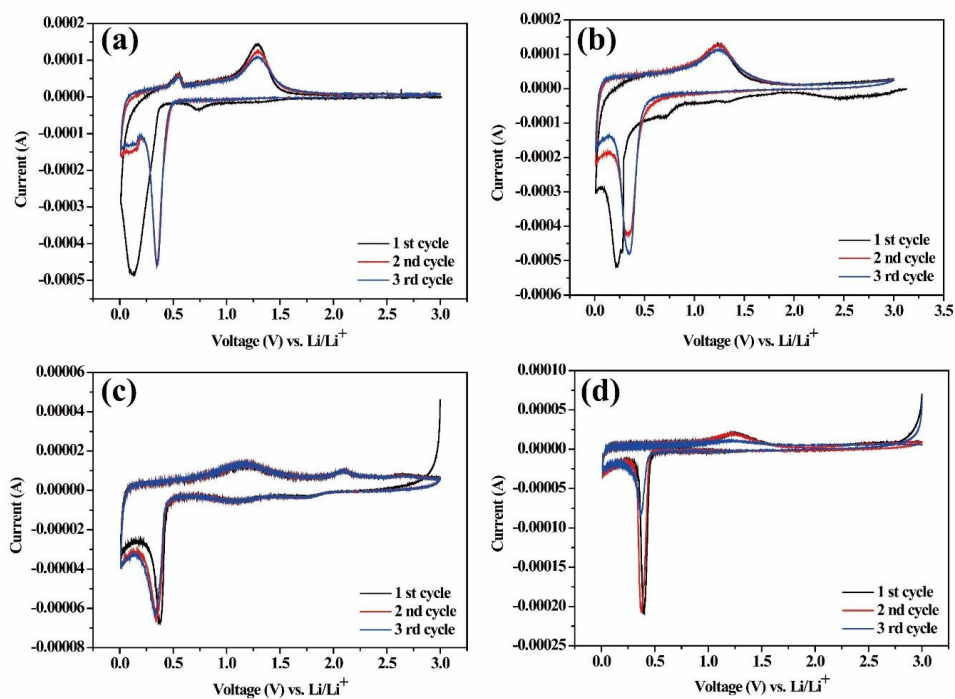 (a)
Current (A)
0.0002
0.0001
0.0000
-0.0001
-0.0002
-0.0003
-0.0004
-0.0005
1 st cycle
2 nd cycle
3 rd cycle
0.0 0.5 1.0 1.5 2.0 2.5 3.0
Voltage (V) vs. Li/Li⁺
(b)
Current (A)
0.0002
0.0001
0.0000
-0.0001
-0.0002
-0.0003
-0.0004
-0.0005
-0.0006
1 st cycle
2 nd cycle
3 rd cycle
0.0 0.5 1.0 1.5 2.0 2.5 3.0 3.5
Voltage (V) vs. Li/Li⁺
(c)
Current (A)
0.00006
0.00004
0.00002
0.00000
-0.00002
-0.00004
-0.00006
-0.00008
1 st cycle
2 nd cycle
3 rd cycle
0.0 0.5 1.0 1.5 2.0 2.5 3.0
Voltage (V) vs. Li/Li⁺
(d)
Current (A)
0.00010
0.00005
0.00000
-0.00005
-0.00010
-0.00015
-0.00020
-0.00025
1 st cycle
2 nd cycle
3 rd cycle
0.0 0.5 1.0 1.5 2.0 2.5 3.0
Voltage (V) vs. Li/Li⁺